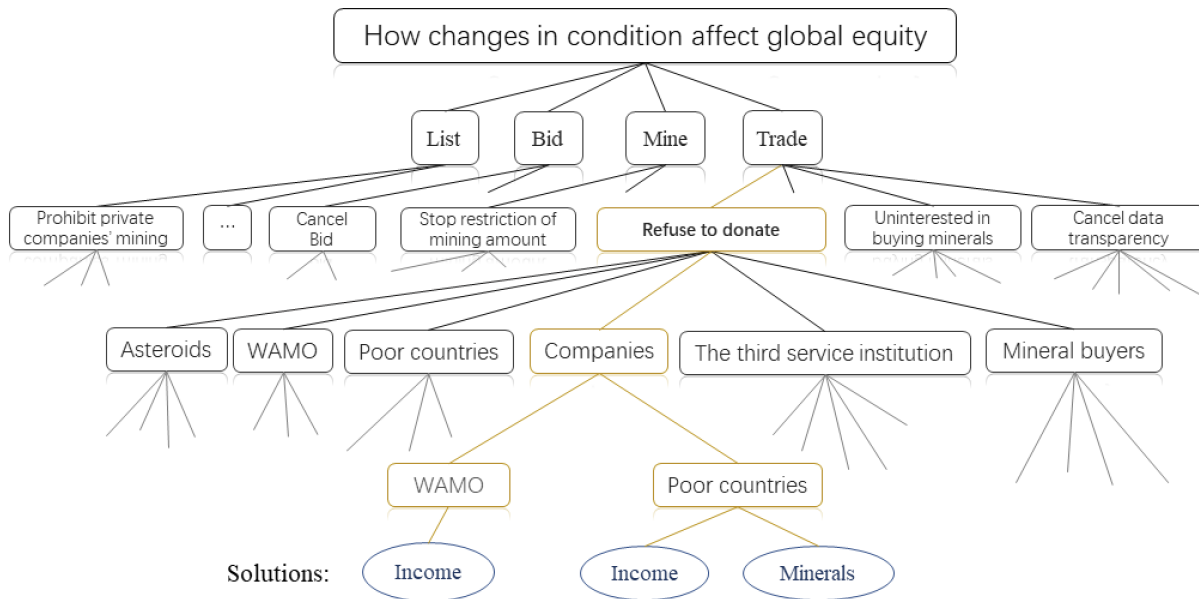 How changes in condition affect global equity
List
Bid
Mine
Trade
Prohibit private
companies' mining
...
Cancel
Bid
Stop restriction of
mining amount
Refuse to donate
Uninterested in
buying minerals
Cancel data
transparency
Asteroids
WAMO
Poor countries
Companies
The third service institution
Mineral buyers
WAMO
Poor countries
Solutions:
Income
Income
Minerals